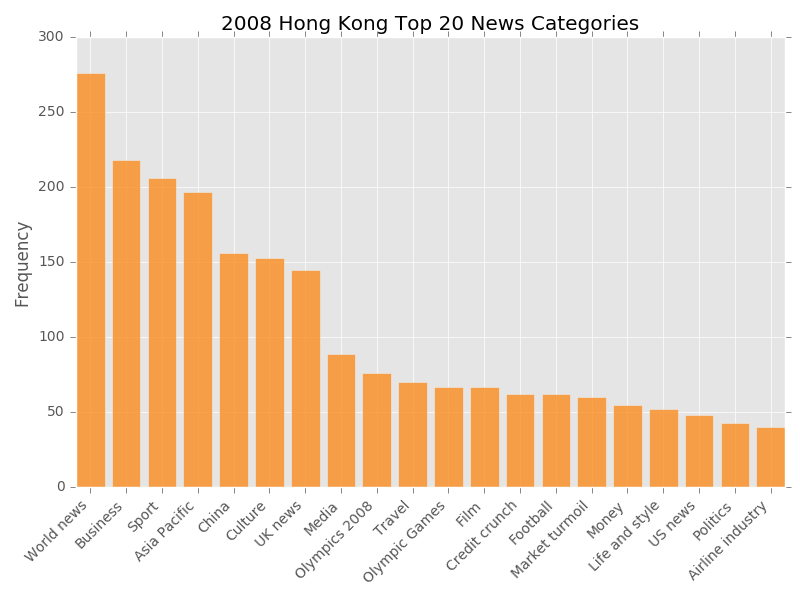 2008 Hong Kong Top 20 News Categories
300
250
200
150
100
50
0
Frequency
World news
Business
Sport
Asia Pacific
China
Culture
UK news
Media
Olympics 2008
Travel
Olympic Games
Film
Credit crunch
Football
Market turmoil
Money
Life and style
US news
Politics
Airline industry